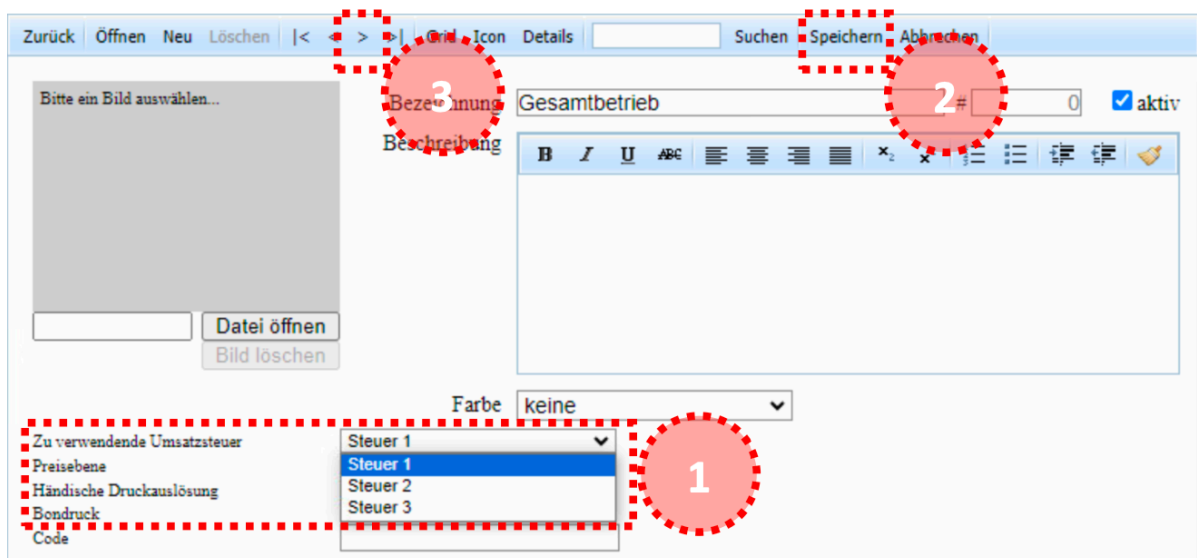 Zurück Öffnen Neu Löschen |< < > >| Grid Icon Details Suchen Speichern Abbrechen
3
2
Bitte ein Bild auswählen...
Bezeichnung Gesamtbetrieb # 0 aktiv
Beschreibung
B I U ABC x₂ x
Datei öffnen
Bild löschen
Farbe keine
Zu verwendende Umsatzsteuer Steuer 1
Preisebene Steuer 1
Händische Druckauslösung Steuer 2
Bondruck Steuer 3
Code
1